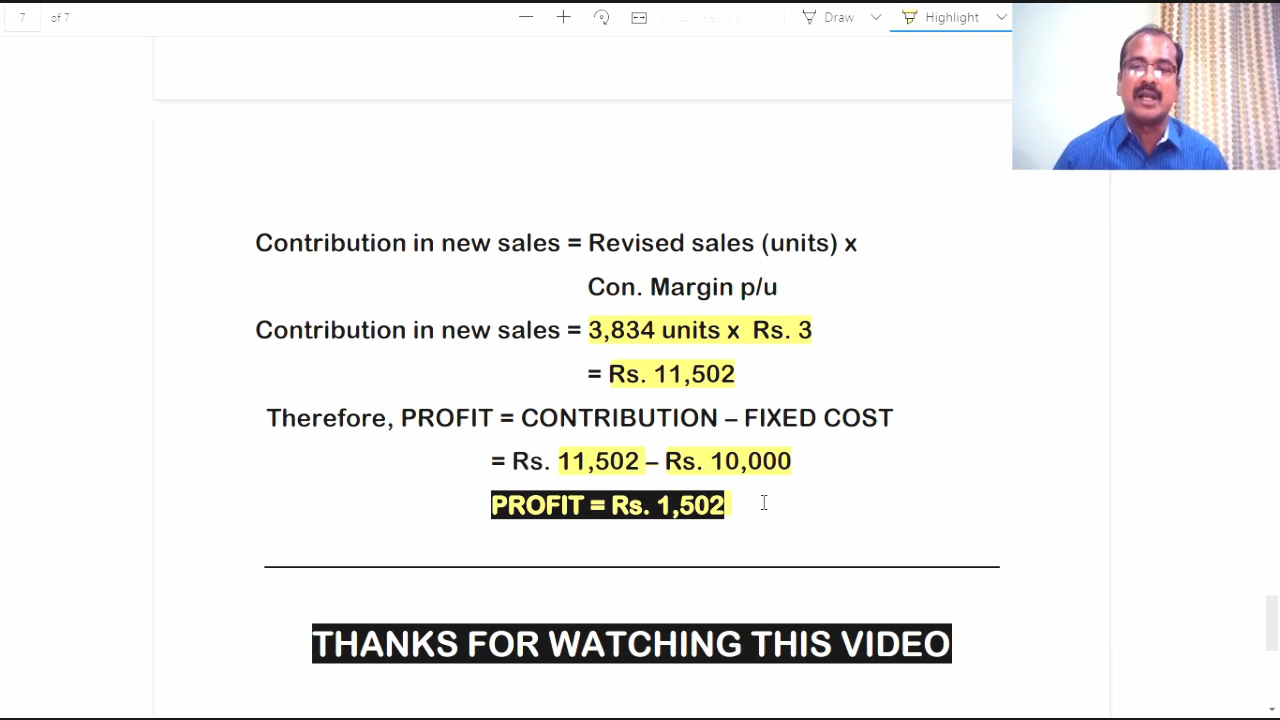 7 of 7
Draw
Highlight
Contribution in new sales = Revised sales (units) x
Con. Margin p/u
Contribution in new sales = 3,834 units x Rs. 3
= Rs. 11,502
Therefore, PROFIT = CONTRIBUTION – FIXED COST
= Rs. 11,502 – Rs. 10,000
PROFIT = Rs. 1,502
THANKS FOR WATCHING THIS VIDEO